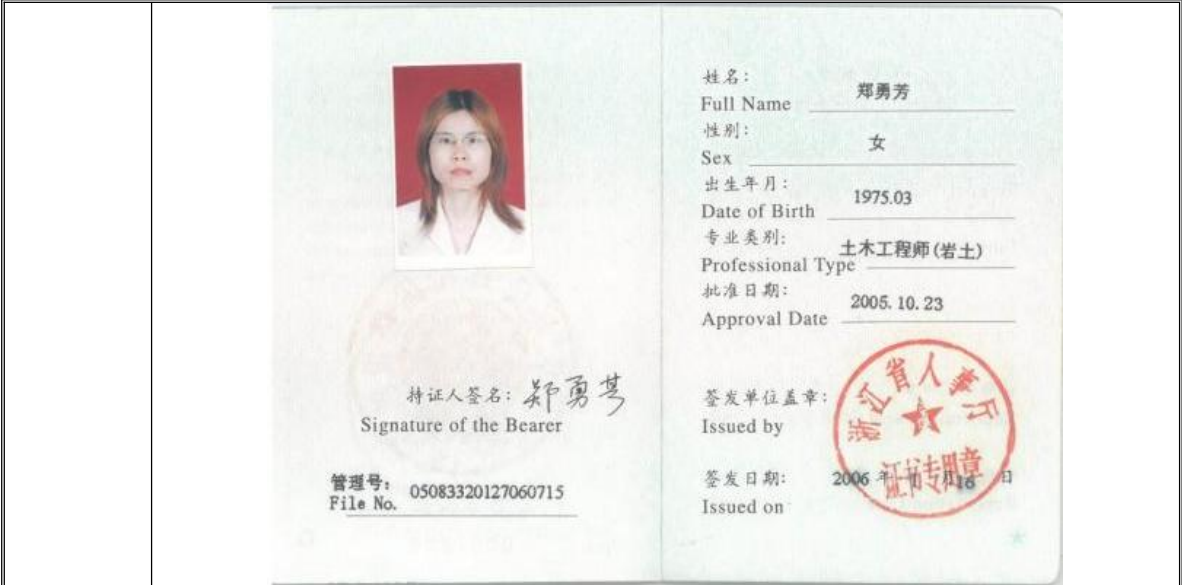 持证人签名：郑勇芳
Signature of the Bearer
管理号：
File No. 05083320127060715
姓名：
Full Name 郑勇芳
性别：
Sex 女
出生年月：
Date of Birth 1975.03
专业类别：
Professional Type 土木工程师(岩土)
批准日期：
Approval Date 2005.10.23
签发单位盖章：
Issued by
浙江省人事厅
证书专用章
签发日期： 2006 年 月 16 日
Issued on